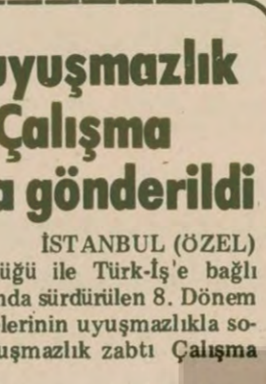 uyuşmazlık
Çalışma
a gönderildi
İSTANBUL (ÖZEL)
üğü ile Türk-İş'e bağlı
nda sürdürülen 8. Dönem
lerinin uyuşmazlıkla so-
uşmazlık zabtı Çalışma